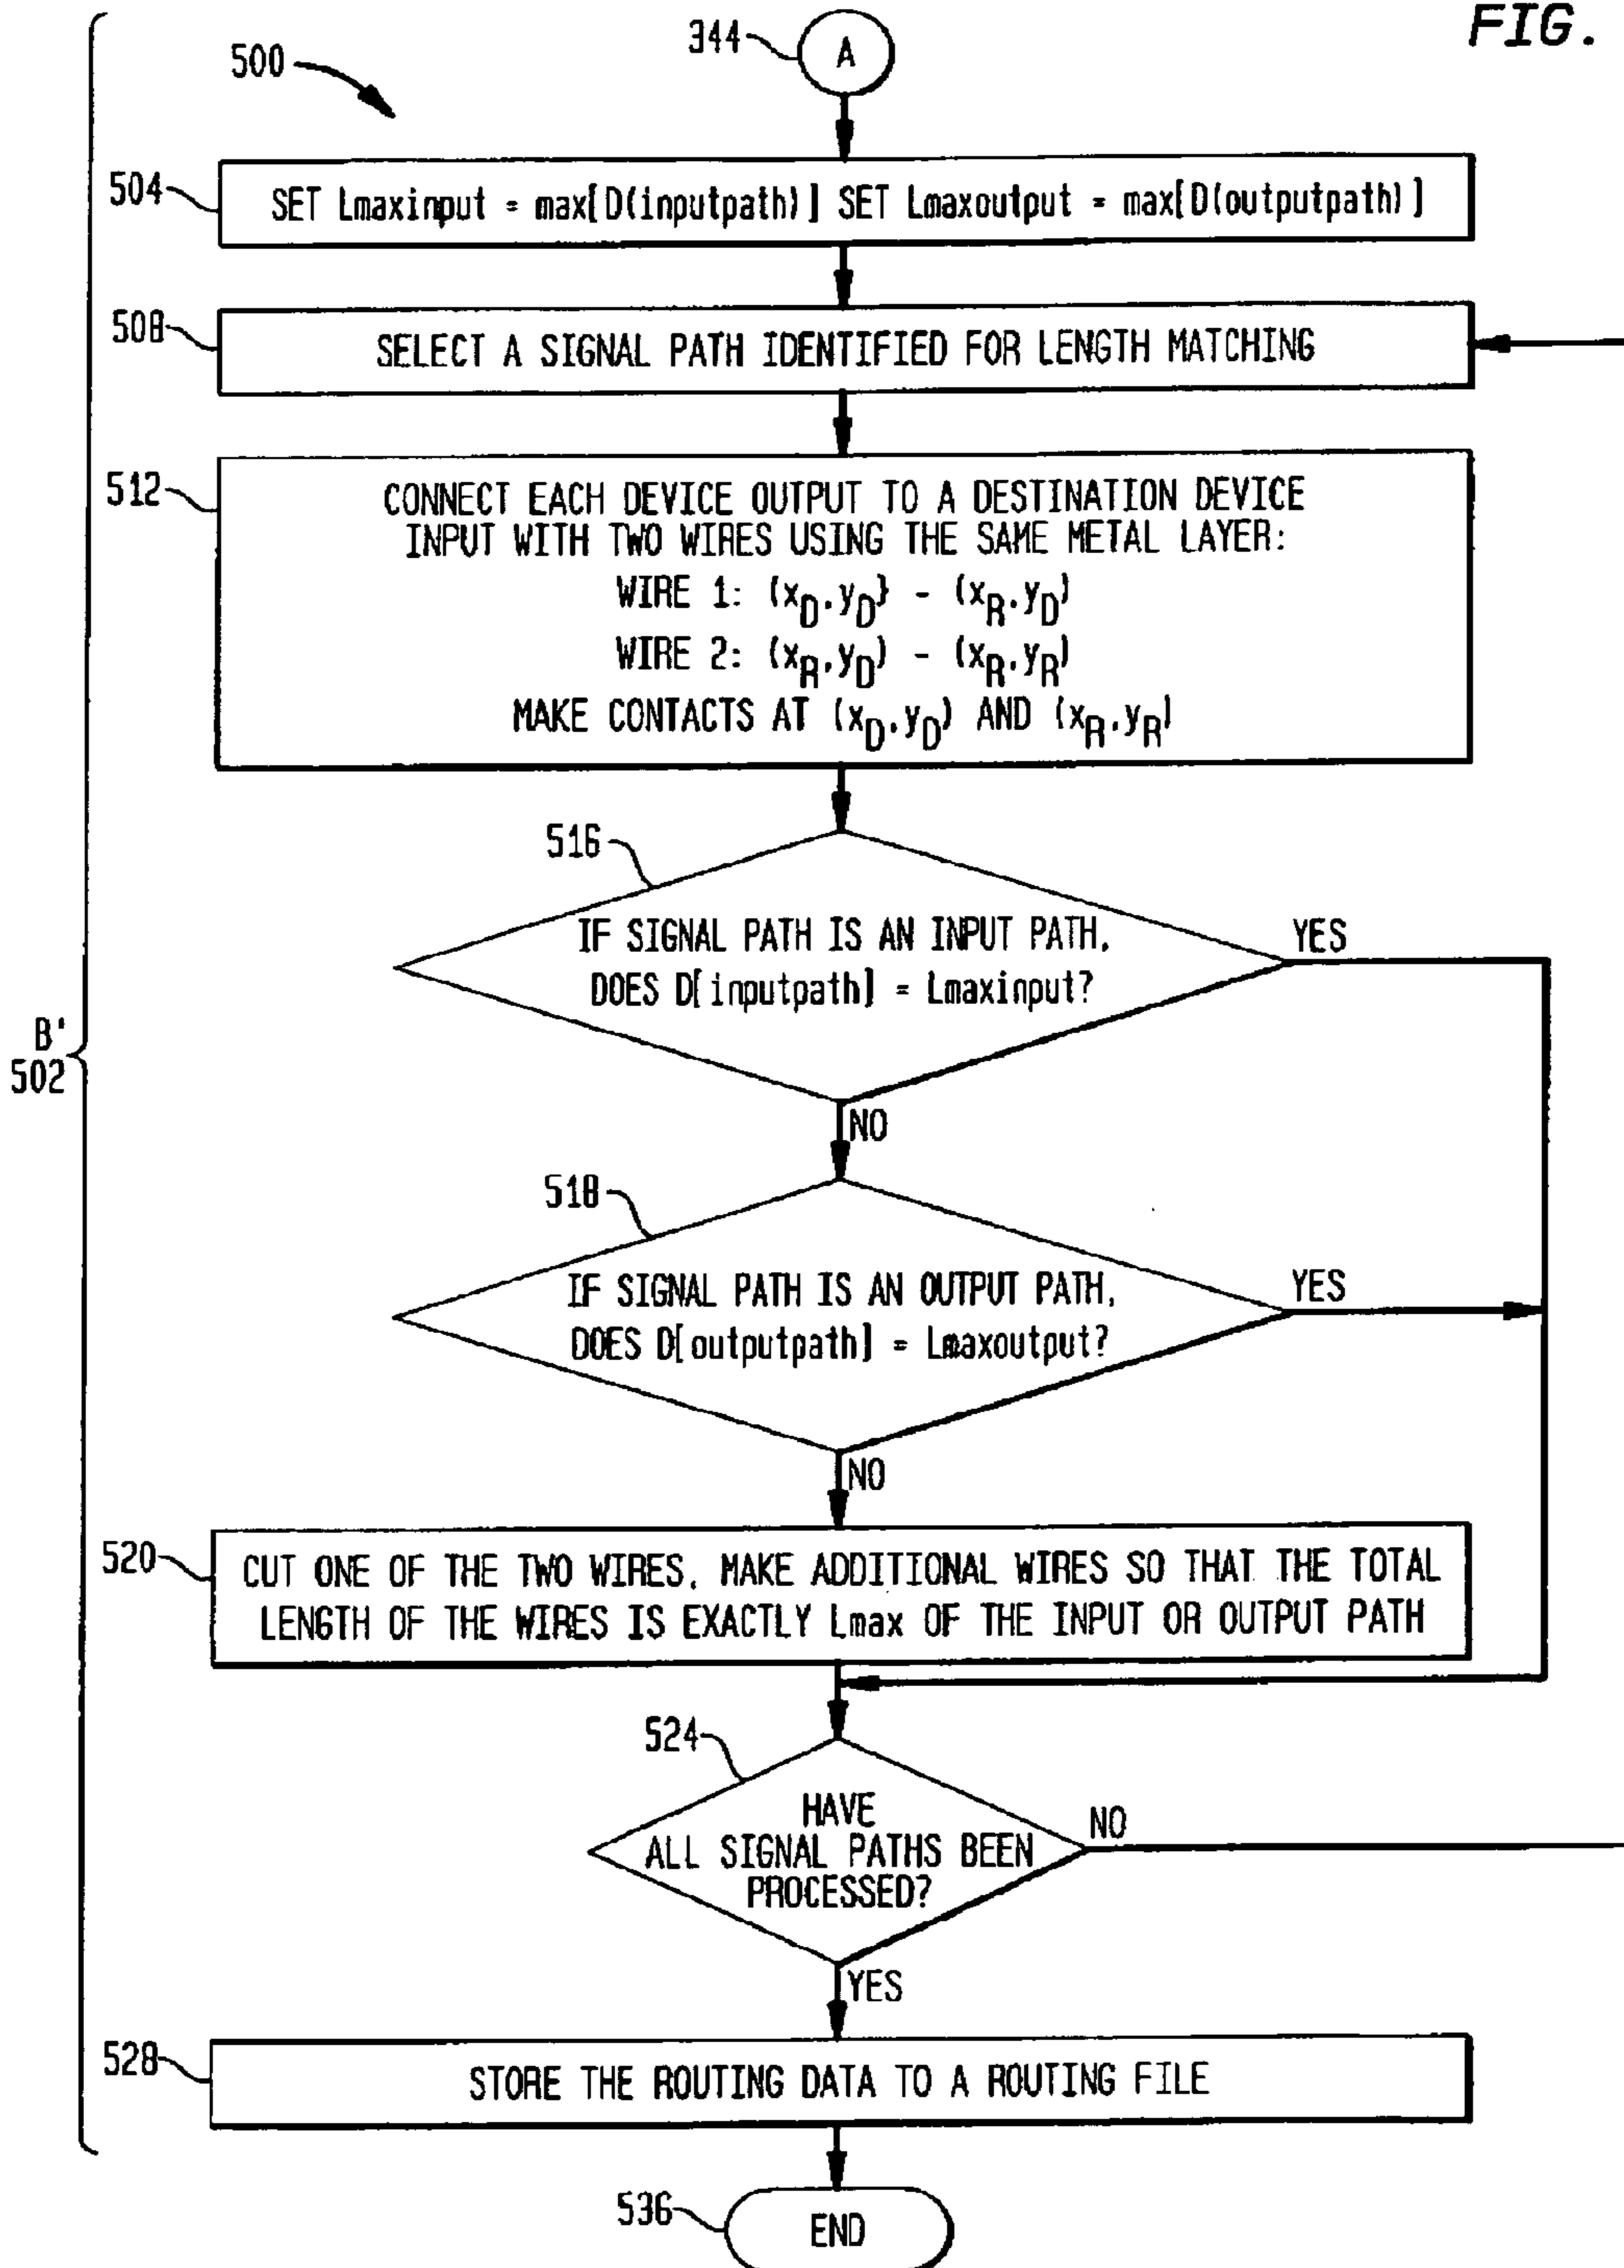 FIG.
344
A
500
504
SET Lmaxinput = max[D(inputpath)] SET Lmaxoutput = max[D(outputpath)]
508
SELECT A SIGNAL PATH IDENTIFIED FOR LENGTH MATCHING
512
CONNECT EACH DEVICE OUTPUT TO A DESTINATION DEVICE
INPUT WITH TWO WIRES USING THE SAME METAL LAYER:
WIRE 1: (xD,yD} - (xR,yD)
WIRE 2: (xR,yD) - (xR,yR)
MAKE CONTACTS AT (xD,yD) AND (xR,yR)
516
IF SIGNAL PATH IS AN INPUT PATH,
DOES D[inputpath] = Lmaxinput?
YES
B'
502
NO
518
IF SIGNAL PATH IS AN OUTPUT PATH,
DOES D[outputpath] = Lmaxoutput?
YES
NO
520
CUT ONE OF THE TWO WIRES, MAKE ADDITIONAL WIRES SO THAT THE TOTAL
LENGTH OF THE WIRES IS EXACTLY Lmax OF THE INPUT OR OUTPUT PATH
524
HAVE
ALL SIGNAL PATHS BEEN
PROCESSED?
NO
YES
528
STORE THE ROUTING DATA TO A ROUTING FILE
536
END